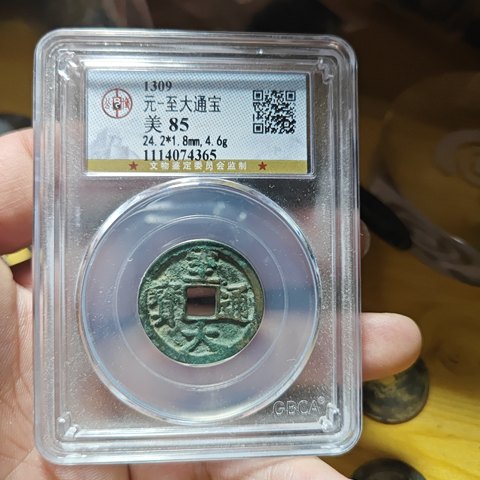 1309
元-至大通宝
美 85
24.2*1.8mm,4.6g
1114074365
★ 文物鉴定委员会监制 ★
至大通寳
GBCA®